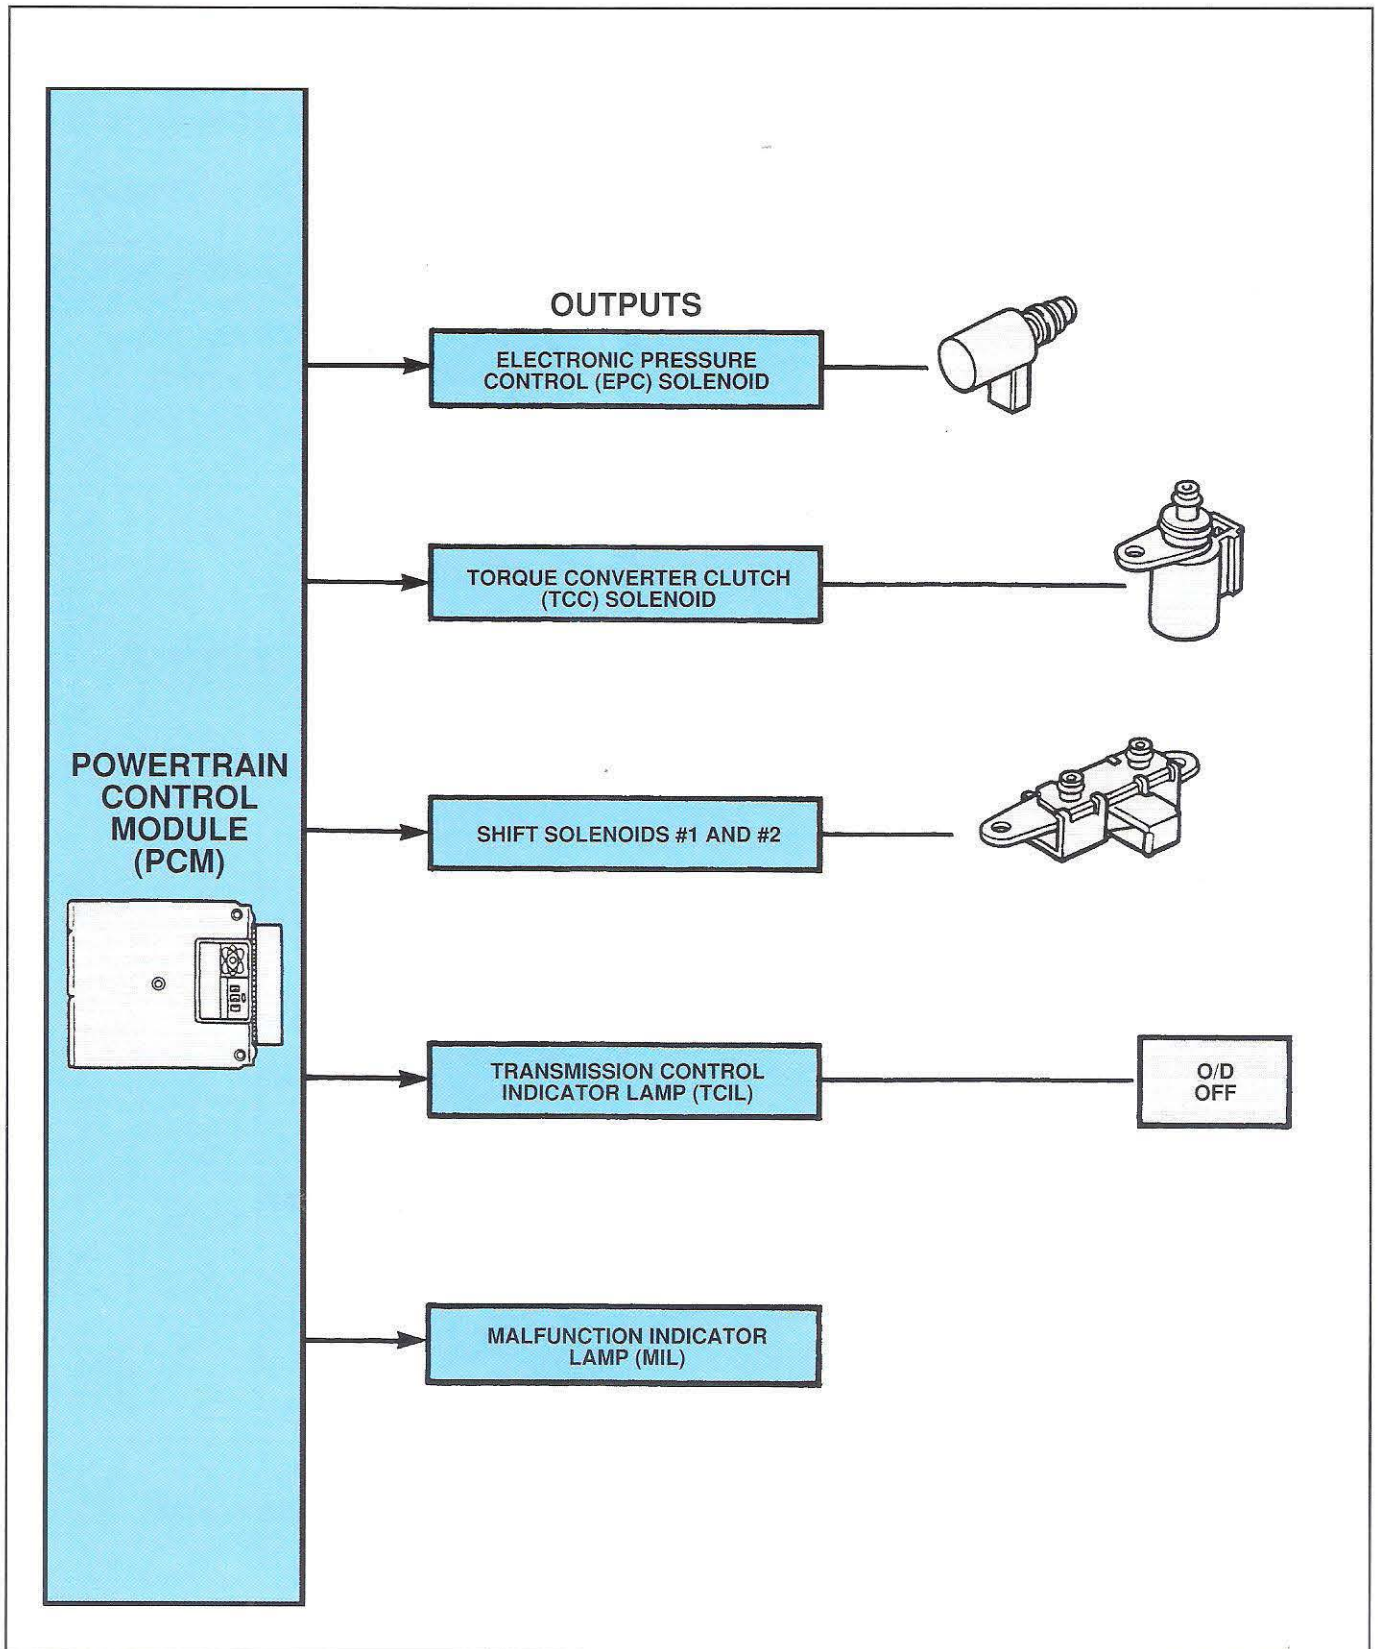 OUTPUTS
ELECTRONIC PRESSURE
CONTROL (EPC) SOLENOID
TORQUE CONVERTER CLUTCH
(TCC) SOLENOID
POWERTRAIN
CONTROL
MODULE
(PCM)
SHIFT SOLENOIDS #1 AND #2
TRANSMISSION CONTROL
INDICATOR LAMP (TCIL)
O/D
OFF
MALFUNCTION INDICATOR
LAMP (MIL)